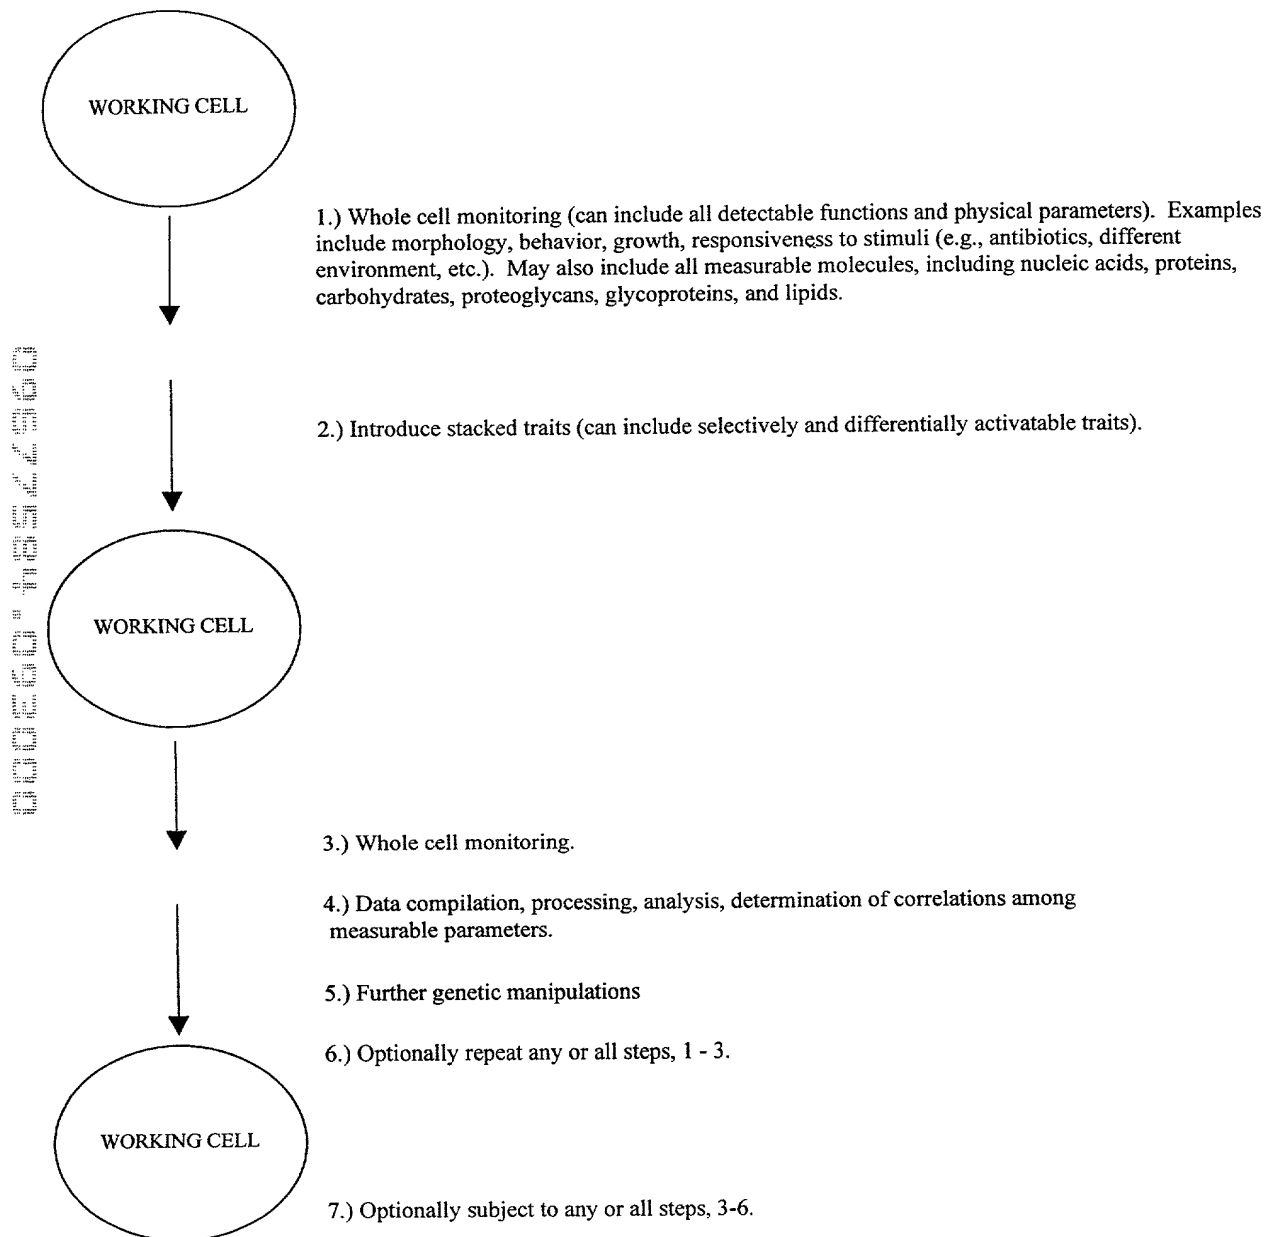 WORKING CELL
1.) Whole cell monitoring (can include all detectable functions and physical parameters). Examples
include morphology, behavior, growth, responsiveness to stimuli (e.g., antibiotics, different
environment, etc.). May also include all measurable molecules, including nucleic acids, proteins,
carbohydrates, proteoglycans, glycoproteins, and lipids.
2.) Introduce stacked traits (can include selectively and differentially activatable traits).
WORKING CELL
3.) Whole cell monitoring.
4.) Data compilation, processing, analysis, determination of correlations among
measurable parameters.
5.) Further genetic manipulations
6.) Optionally repeat any or all steps, 1 - 3.
WORKING CELL
7.) Optionally subject to any or all steps, 3-6.